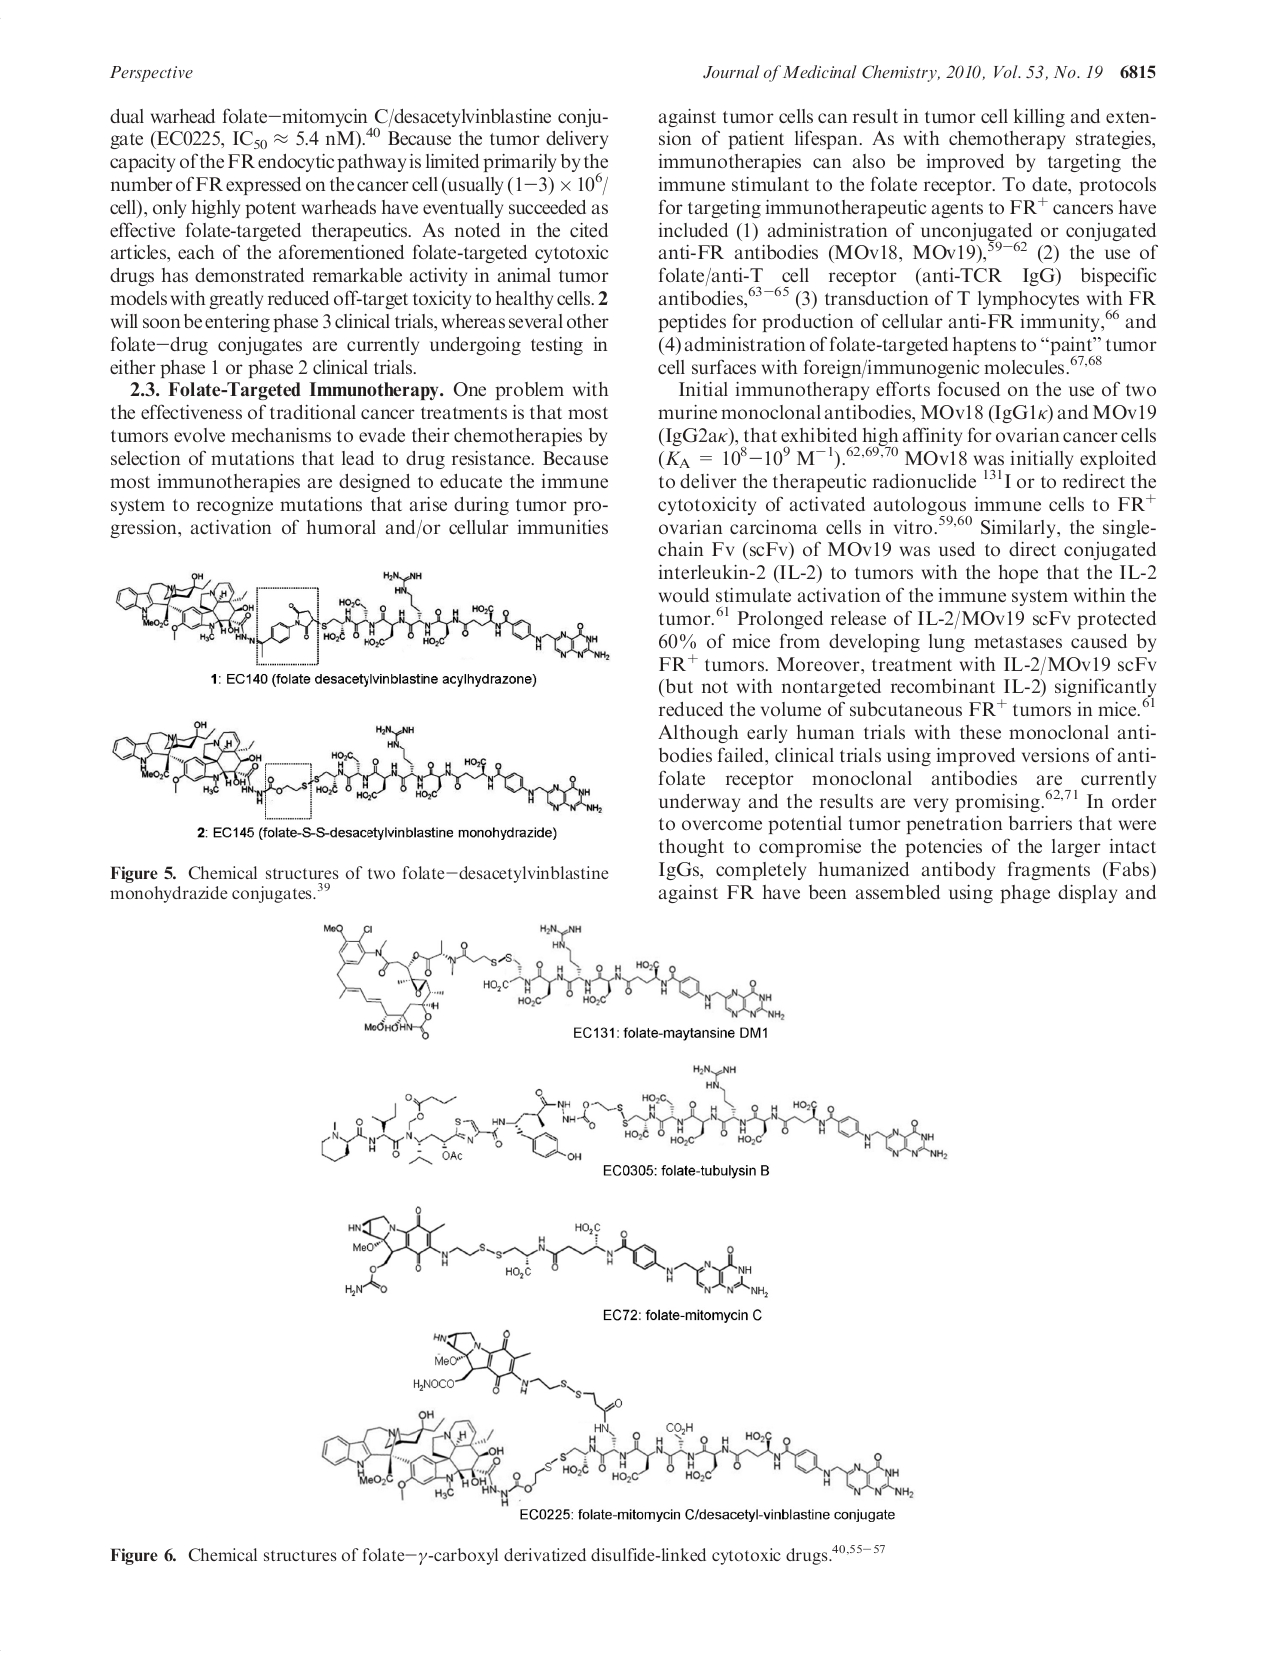 Perspective
Journal of Medicinal Chemistry, 2010, Vol. 53, No. 19 6815
dual warhead folate−mitomycin C/desacetylvinblastine conju-
gate (EC0225, IC50 ≈ 5.4 nM).40 Because the tumor delivery
capacity of the FR endocytic pathway is limited primarily by the
number of FR expressed on the cancer cell (usually (1−3) × 10^6/
cell), only highly potent warheads have eventually succeeded as
effective folate-targeted therapeutics. As noted in the cited
articles, each of the aforementioned folate-targeted cytotoxic
drugs has demonstrated remarkable activity in animal tumor
models with greatly reduced off-target toxicity to healthy cells. 2
will soon be entering phase 3 clinical trials, whereas several other
folate−drug conjugates are currently undergoing testing in
either phase 1 or phase 2 clinical trials.
2.3. Folate-Targeted Immunotherapy. One problem with
the effectiveness of traditional cancer treatments is that most
tumors evolve mechanisms to evade their chemotherapies by
selection of mutations that lead to drug resistance. Because
most immunotherapies are designed to educate the immune
system to recognize mutations that arise during tumor pro-
gression, activation of humoral and/or cellular immunities
1: EC140 (folate desacetylvinblastine acylhydrazone)
2: EC145 (folate-S-S-desacetylvinblastine monohydrazide)
Figure 5. Chemical structures of two folate−desacetylvinblastine
monohydrazide conjugates.39
against tumor cells can result in tumor cell killing and exten-
sion of patient lifespan. As with chemotherapy strategies,
immunotherapies can also be improved by targeting the
immune stimulant to the folate receptor. To date, protocols
for targeting immunotherapeutic agents to FR+ cancers have
included (1) administration of unconjugated or conjugated
anti-FR antibodies (MOv18, MOv19),59−62 (2) the use of
folate/anti-T cell receptor (anti-TCR IgG) bispecific
antibodies,63−65 (3) transduction of T lymphocytes with FR
peptides for production of cellular anti-FR immunity,66 and
(4) administration of folate-targeted haptens to “paint” tumor
cell surfaces with foreign/immunogenic molecules.67,68
Initial immunotherapy efforts focused on the use of two
murine monoclonal antibodies, MOv18 (IgG1κ) and MOv19
(IgG2aκ), that exhibited high affinity for ovarian cancer cells
(KA = 10^8−10^9 M−1).62,69,70 MOv18 was initially exploited
to deliver the therapeutic radionuclide 131I or to redirect the
cytotoxicity of activated autologous immune cells to FR+
ovarian carcinoma cells in vitro.59,60 Similarly, the single-
chain Fv (scFv) of MOv19 was used to direct conjugated
interleukin-2 (IL-2) to tumors with the hope that the IL-2
would stimulate activation of the immune system within the
tumor.61 Prolonged release of IL-2/MOv19 scFv protected
60% of mice from developing lung metastases caused by
FR+ tumors. Moreover, treatment with IL-2/MOv19 scFv
(but not with nontargeted recombinant IL-2) significantly
reduced the volume of subcutaneous FR+ tumors in mice.61
Although early human trials with these monoclonal anti-
bodies failed, clinical trials using improved versions of anti-
folate receptor monoclonal antibodies are currently
underway and the results are very promising.62,71 In order
to overcome potential tumor penetration barriers that were
thought to compromise the potencies of the larger intact
IgGs, completely humanized antibody fragments (Fabs)
against FR have been assembled using phage display and
EC131: folate-maytansine DM1
EC0305: folate-tubulysin B
EC72: folate-mitomycin C
EC0225: folate-mitomycin C/desacetyl-vinblastine conjugate
Figure 6. Chemical structures of folate−γ-carboxyl derivatized disulfide-linked cytotoxic drugs.40,55−57